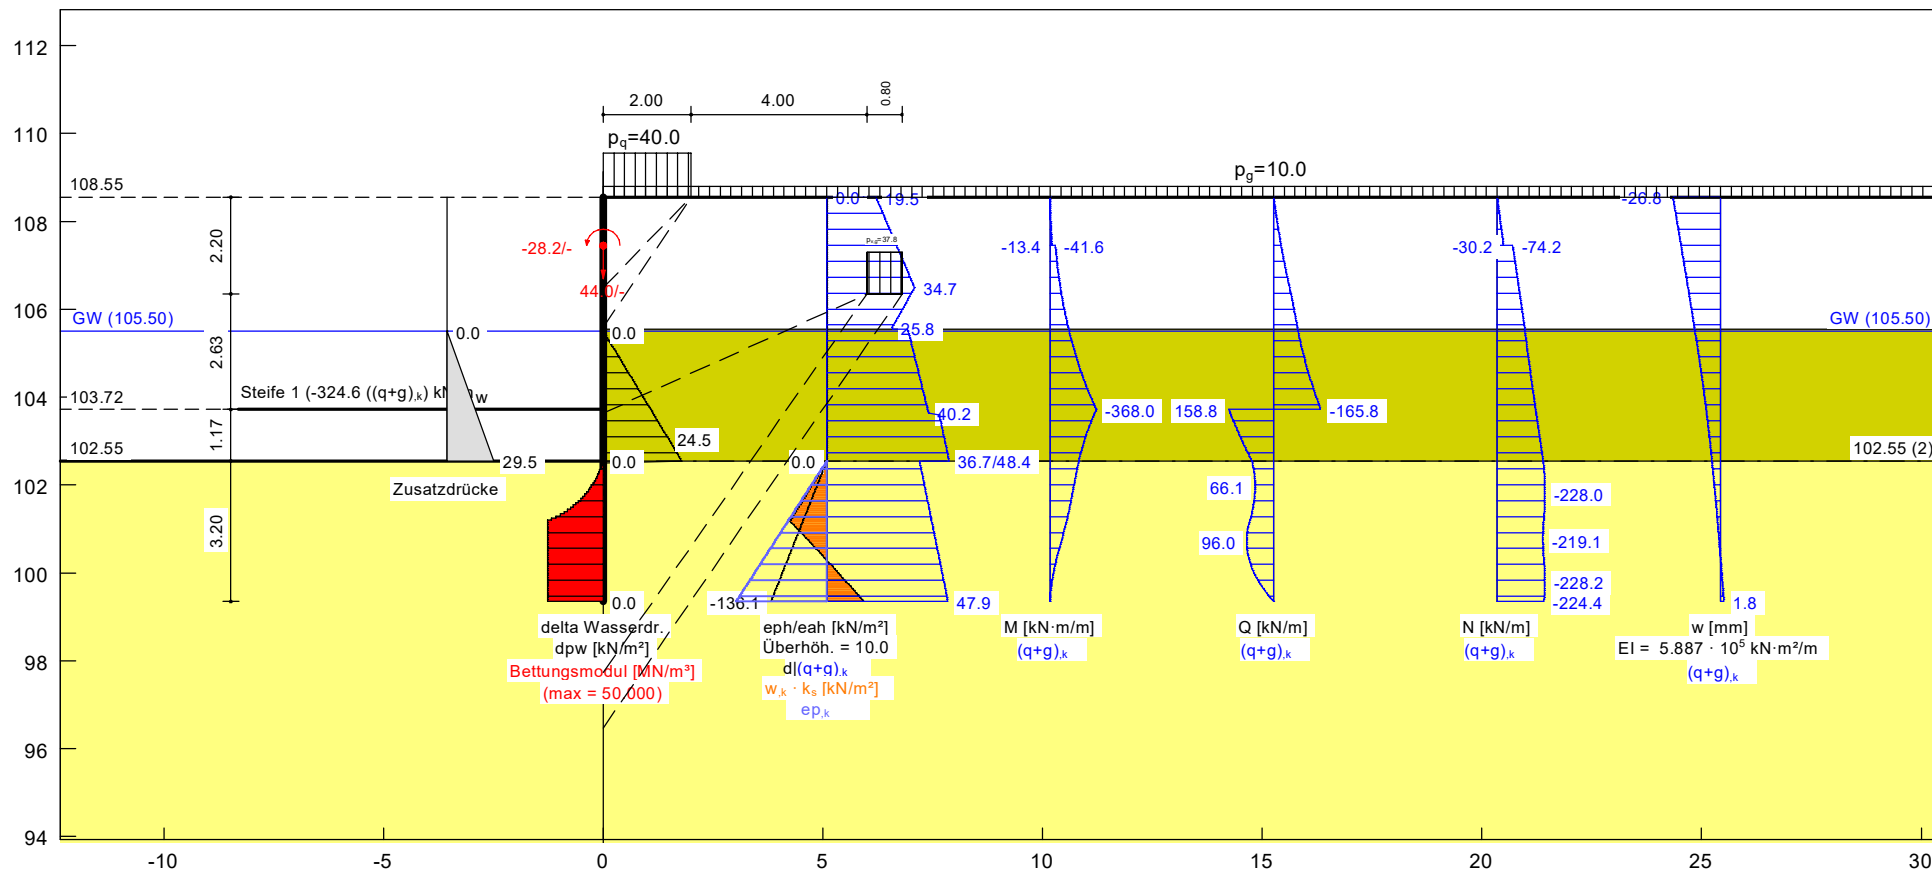 112
110
108
106
104
102
100
98
96
94
-10
-5
0
5
10
15
20
25
30
2.00
4.00
0.80
pq=40.0
pg=10.0
108.55
2.20
GW (105.50)
2.63
103.72
1.17
102.55
3.20
-28.2/-
44.0/-
0.0
Steife 1 (-324.6 ((q+g),k) kN
w
29.5
Zusatzdrücke
0.0
24.5
0.0
0.0
delta Wasserdr.
dpw [kN/m²]
Bettungsmodul [MN/m³]
(max = 50.000)
0.0
19.5
37.8
34.7
25.8
40.2
36.7/48.4
0.0
-136.1
47.9
eph/eah [kN/m²]
Überhöh. = 10.0
d|(q+g),k
w,k · ks [kN/m²]
ep,k
-13.4
-41.6
-368.0
M [kN·m/m]
(q+g),k
158.8
-165.8
66.1
96.0
Q [kN/m]
(q+g),k
-30.2
-74.2
-228.0
-219.1
-228.2
-224.4
N [kN/m]
(q+g),k
-26.8
1.8
w [mm]
EI = 5.887 · 10⁵ kN·m²/m
(q+g),k
GW (105.50)
102.55 (2)